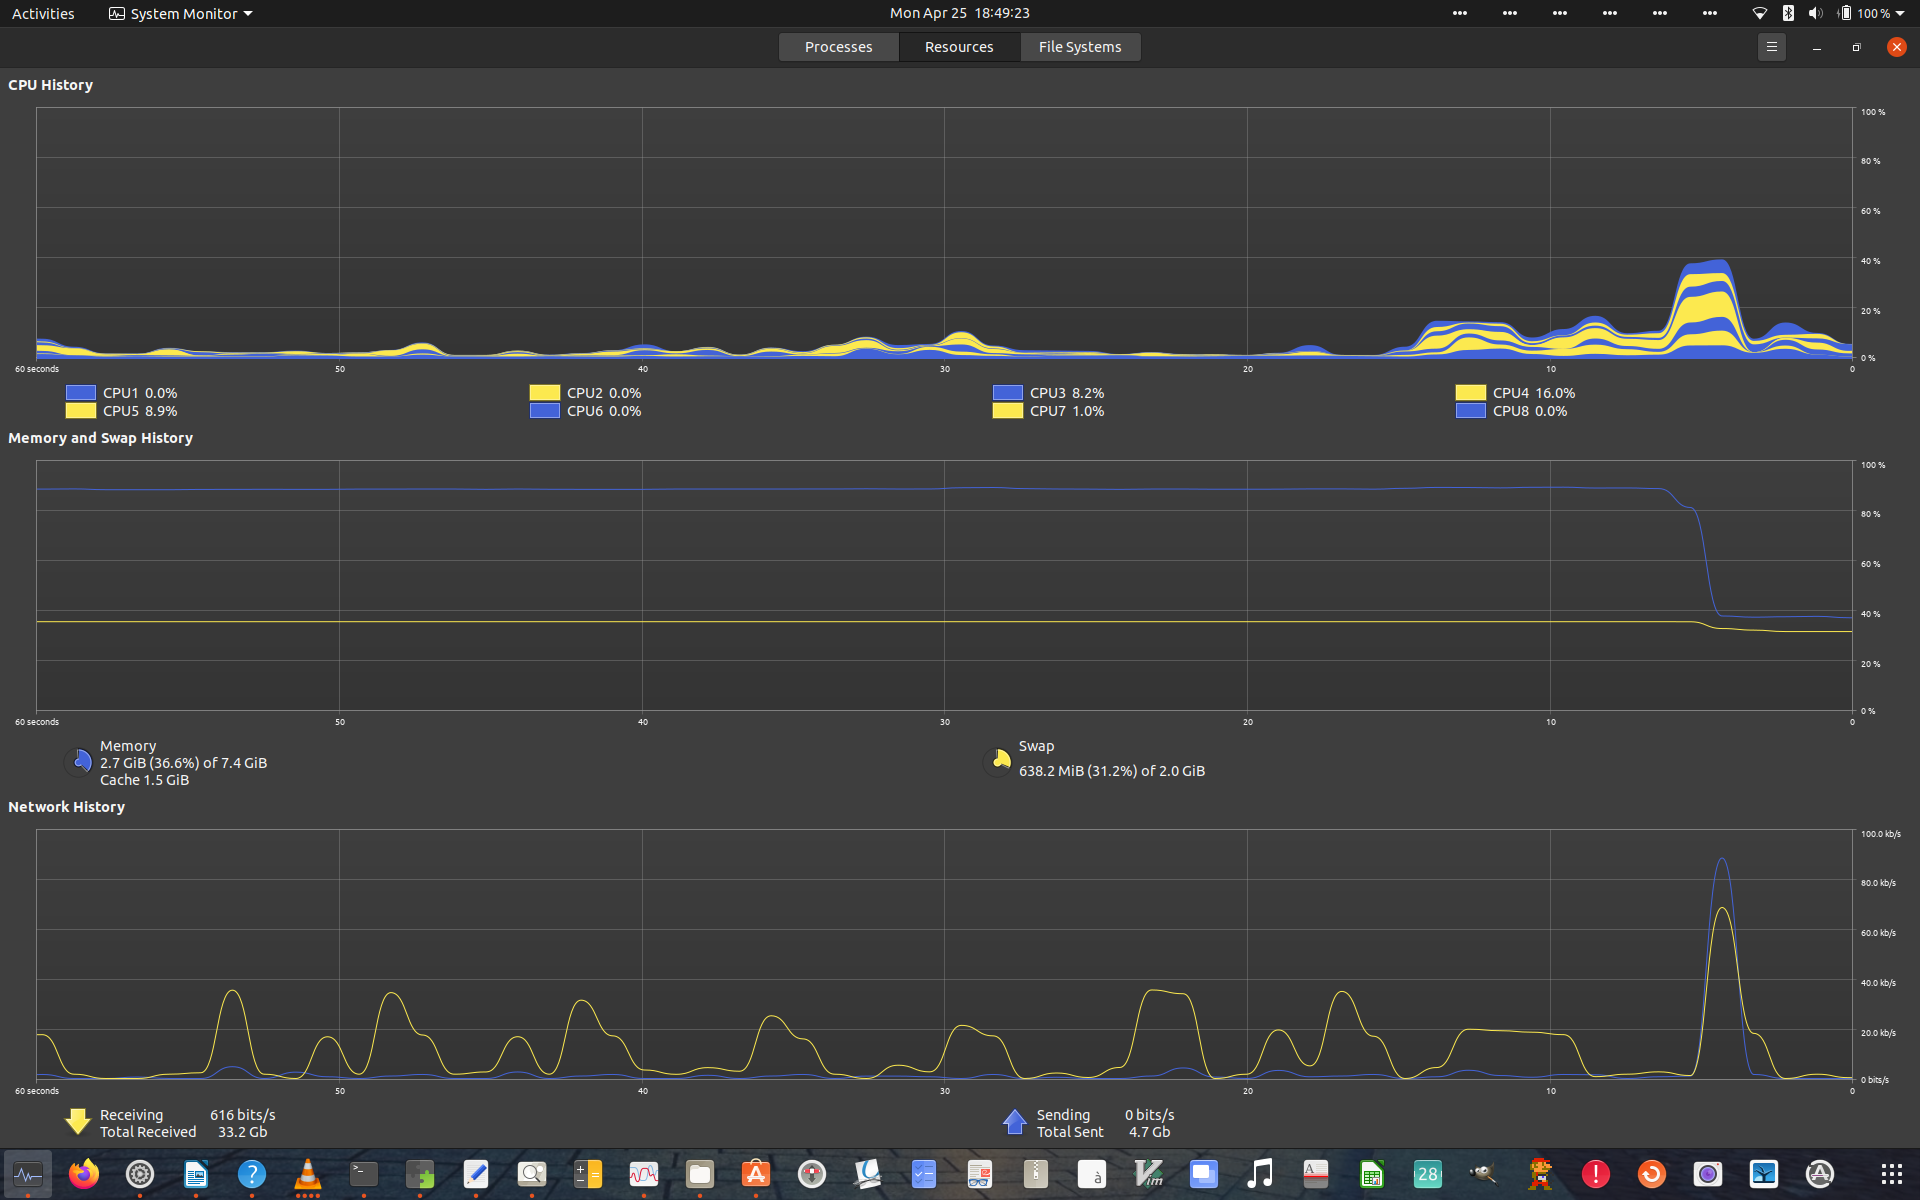 Activities System Monitor Mon Apr 25 18:49:23 100 %
Processes Resources File Systems
CPU History
100 %
80 %
60 %
40 %
20 %
0 %
60 seconds 50 40 30 20 10 0
CPU1 0.0% CPU2 0.0% CPU3 8.2% CPU4 16.0%
CPU5 8.9% CPU6 0.0% CPU7 1.0% CPU8 0.0%
Memory and Swap History
100 %
80 %
60 %
40 %
20 %
0 %
60 seconds 50 40 30 20 10 0
Memory
2.7 GiB (36.6%) of 7.4 GiB
Cache 1.5 GiB
Swap
638.2 MiB (31.2%) of 2.0 GiB
Network History
100.0 kb/s
80.0 kb/s
60.0 kb/s
40.0 kb/s
20.0 kb/s
0 bits/s
60 seconds 50 40 30 20 10 0
Receiving 616 bits/s
Total Received 33.2 Gb
Sending 0 bits/s
Total Sent 4.7 Gb
? >_ à Vim A 28 !